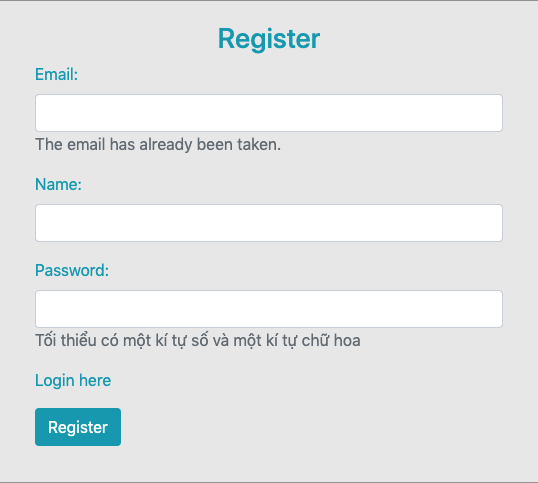 Register
Email:
The email has already been taken.
Name:
Password:
Tối thiểu có một kí tự số và một kí tự chữ hoa
Login here
Register